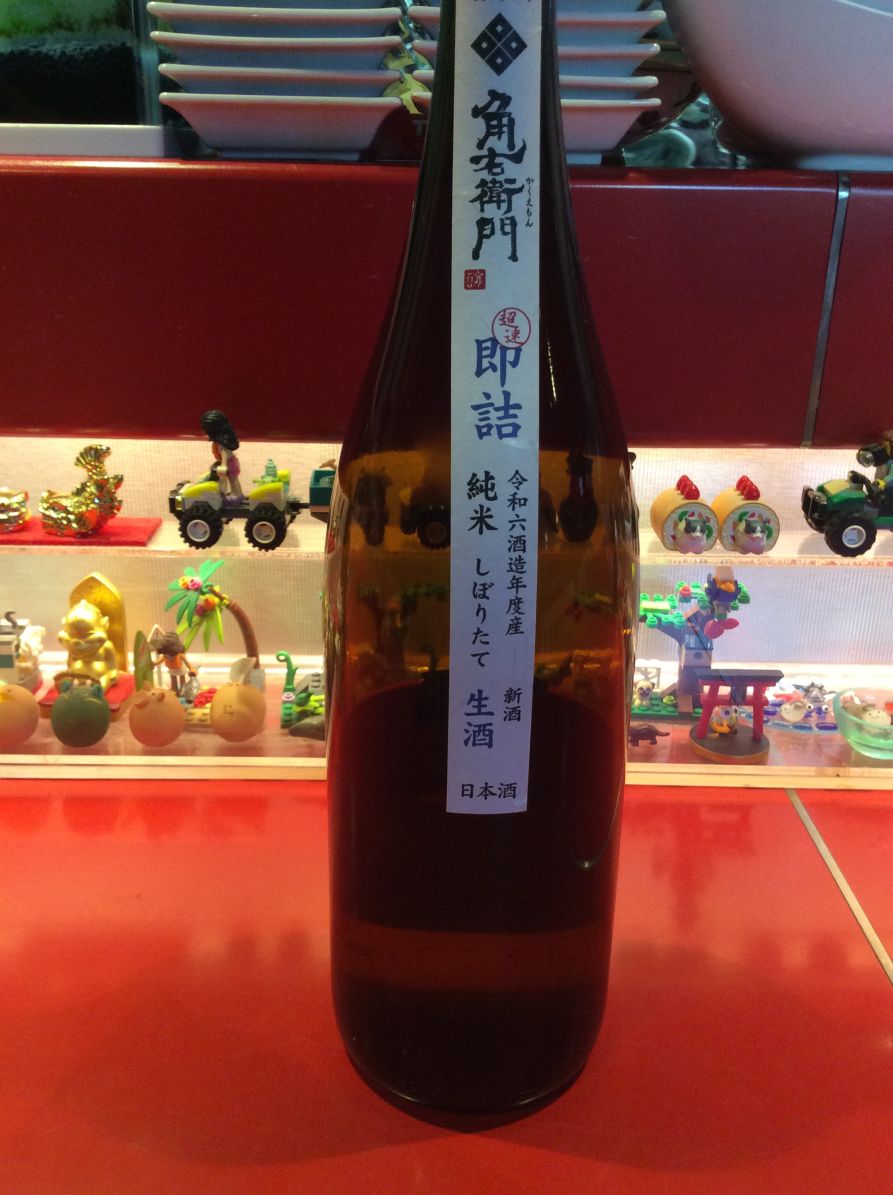 角右衛門
かくえもん
超速
即詰
令和六酒造年度産
純米 しぼりたて
新酒
生酒
日本酒